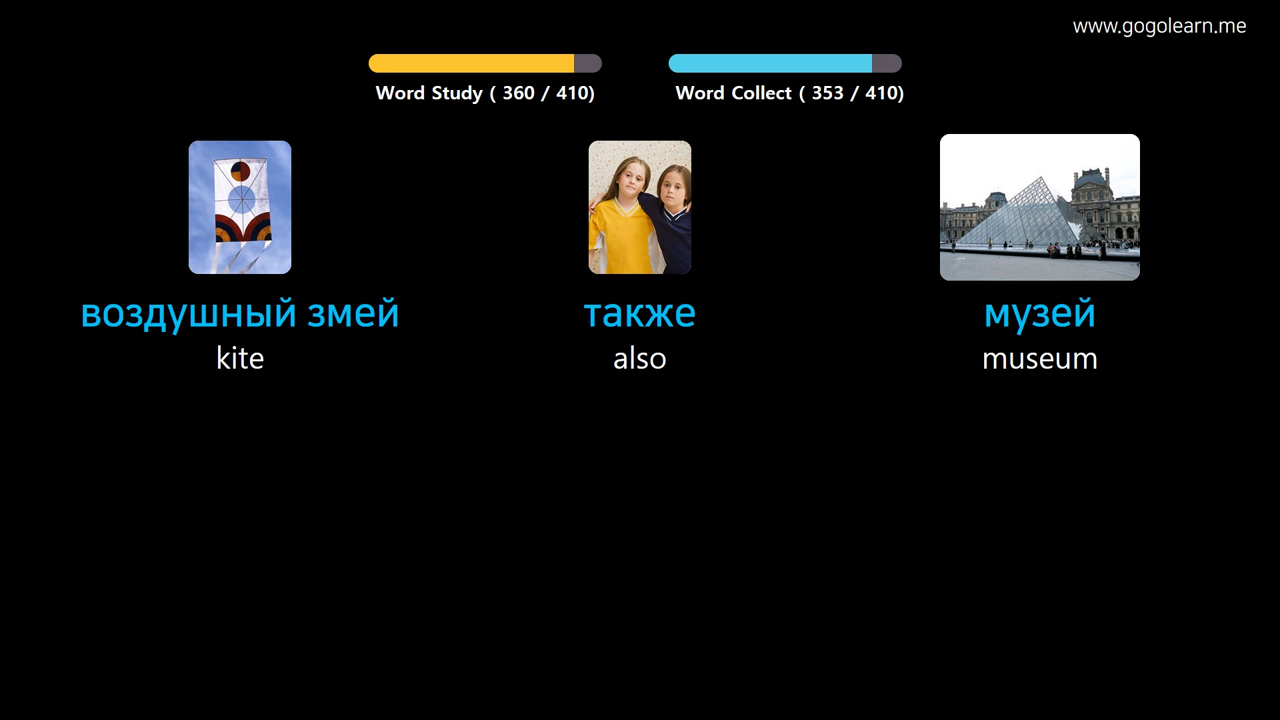 www.gogolearn.me
Word Study ( 360 / 410)
Word Collect ( 353 / 410)
воздушный змей
kite
также
also
музей
museum